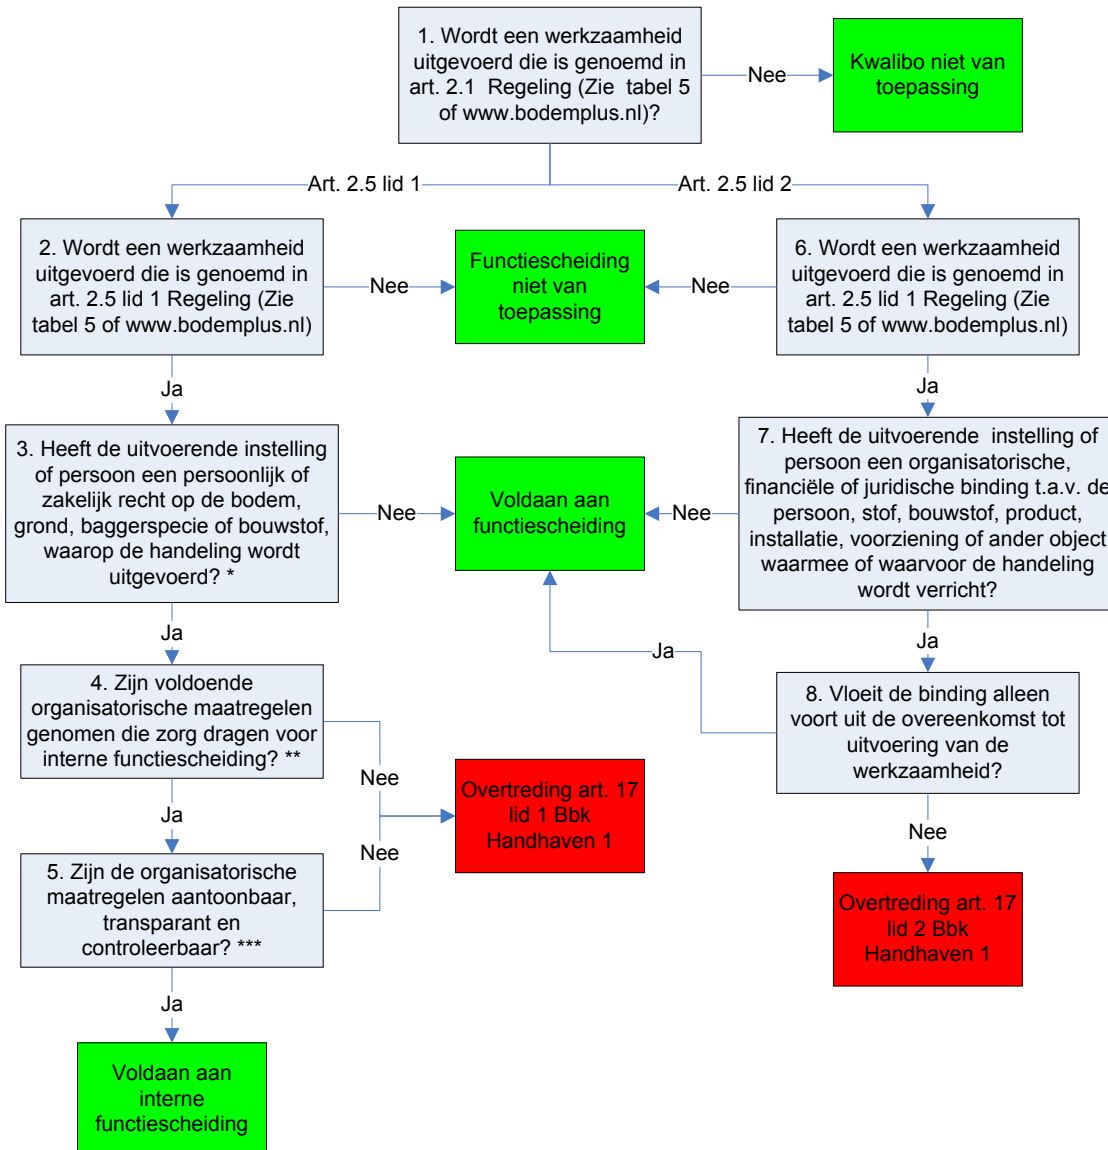 1. Wordt een werkzaamheid
uitgevoerd die is genoemd in
art. 2.1  Regeling (Zie  tabel 5
of www.bodemplus.nl)?
Nee
Kwalibo niet van
toepassing
Art. 2.5 lid 1
Art. 2.5 lid 2
2. Wordt een werkzaamheid
uitgevoerd die is genoemd in
art. 2.5 lid 1 Regeling (Zie
tabel 5 of www.bodemplus.nl)
Nee
Functiescheiding
niet van
toepassing
Nee
6. Wordt een werkzaamheid
uitgevoerd die is genoemd in
art. 2.5 lid 1 Regeling (Zie
tabel 5 of www.bodemplus.nl)
Ja
Ja
3. Heeft de uitvoerende instelling
of persoon een persoonlijk of
zakelijk recht op de bodem,
grond, baggerspecie of bouwstof,
waarop de handeling wordt
uitgevoerd? *
Nee
Voldaan aan
functiescheiding
Nee
7. Heeft de uitvoerende  instelling of
persoon een organisatorische,
financiële of juridische binding t.a.v. de
persoon, stof, bouwstof, product,
installatie, voorziening of ander object
waarmee of waarvoor de handeling
wordt verricht?
Ja
Ja
Ja
4. Zijn voldoende
organisatorische maatregelen
genomen die zorg dragen voor
interne functiescheiding? **
8. Vloeit de binding alleen
voort uit de overeenkomst tot
uitvoering van de
werkzaamheid?
Nee
Ja
Overtreding art. 17
lid 1 Bbk
Handhaven 1
Nee
Nee
5. Zijn de organisatorische
maatregelen aantoonbaar,
transparant en
controleerbaar? ***
Overtreding art. 17
lid 2 Bbk
Handhaven 1
Ja
Voldaan aan
interne
functiescheiding